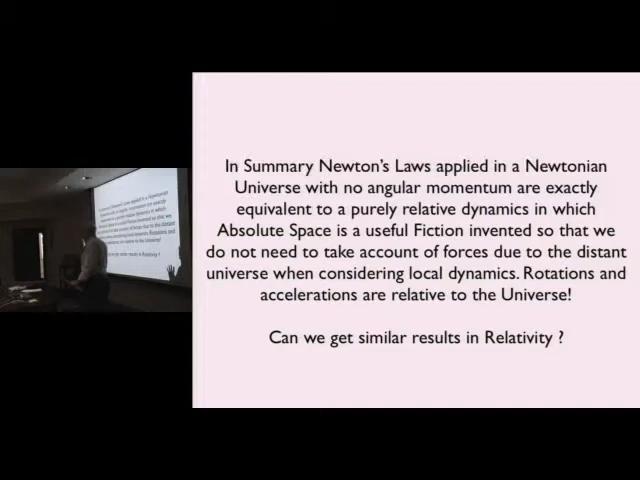 In Summary Newton's Laws applied in a Newtonian
Universe with no angular momentum are exactly
equivalent to a purely relative dynamics in which
Absolute Space is a useful Fiction invented so that we
do not need to take account of forces due to the distant
universe when considering local dynamics. Rotations and
accelerations are relative to the Universe!
Can we get similar results in Relativity ?